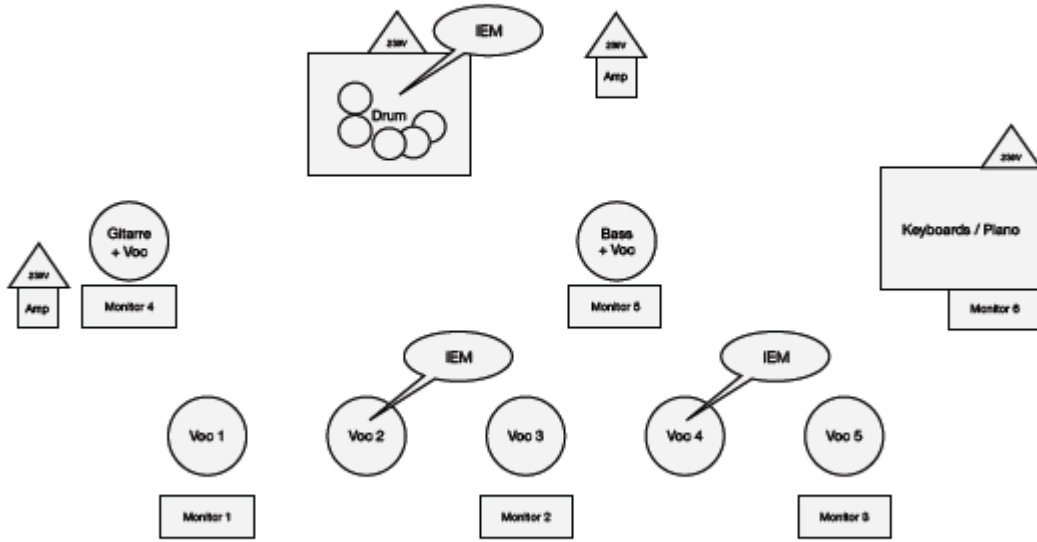 IEM
230V
230V
Amp
Drum
230V
Gitarre
+ Voc
Bass
+ Voc
Keyboards / Piano
230V
Amp
Monitor 4
Monitor 5
Monitor 6
IEM
IEM
Voc 1
Voc 2
Voc 3
Voc 4
Voc 5
Monitor 1
Monitor 2
Monitor 3